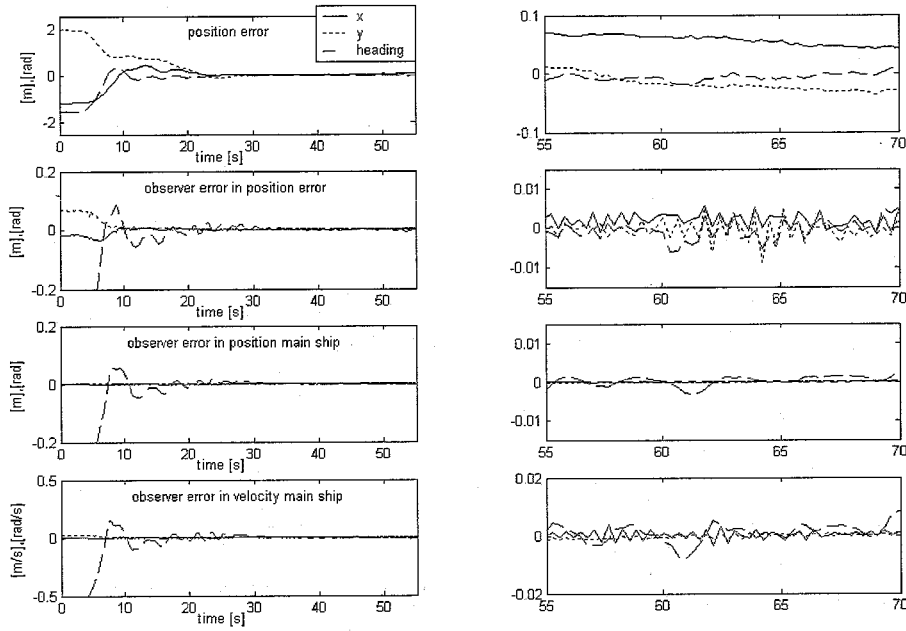 position error
x
y
heading
[m],[rad]
2
0
-2
0 10 20 30 40 50
time [s]
0.1
0
-0.1
55 60 65 70
observer error in position error
[m],[rad]
0.2
0
-0.2
0 10 20 30 40 50
time [s]
0.01
0
-0.01
55 60 65 70
observer error in position main ship
[m],[rad]
0.2
0
-0.2
0 10 20 30 40 50
time [s]
0.01
0
-0.01
55 60 65 70
observer error in velocity main ship
[m/s],[rad/s]
0.5
0
-0.5
0 10 20 30 40 50
time [s]
0.02
0
-0.02
55 60 65 70